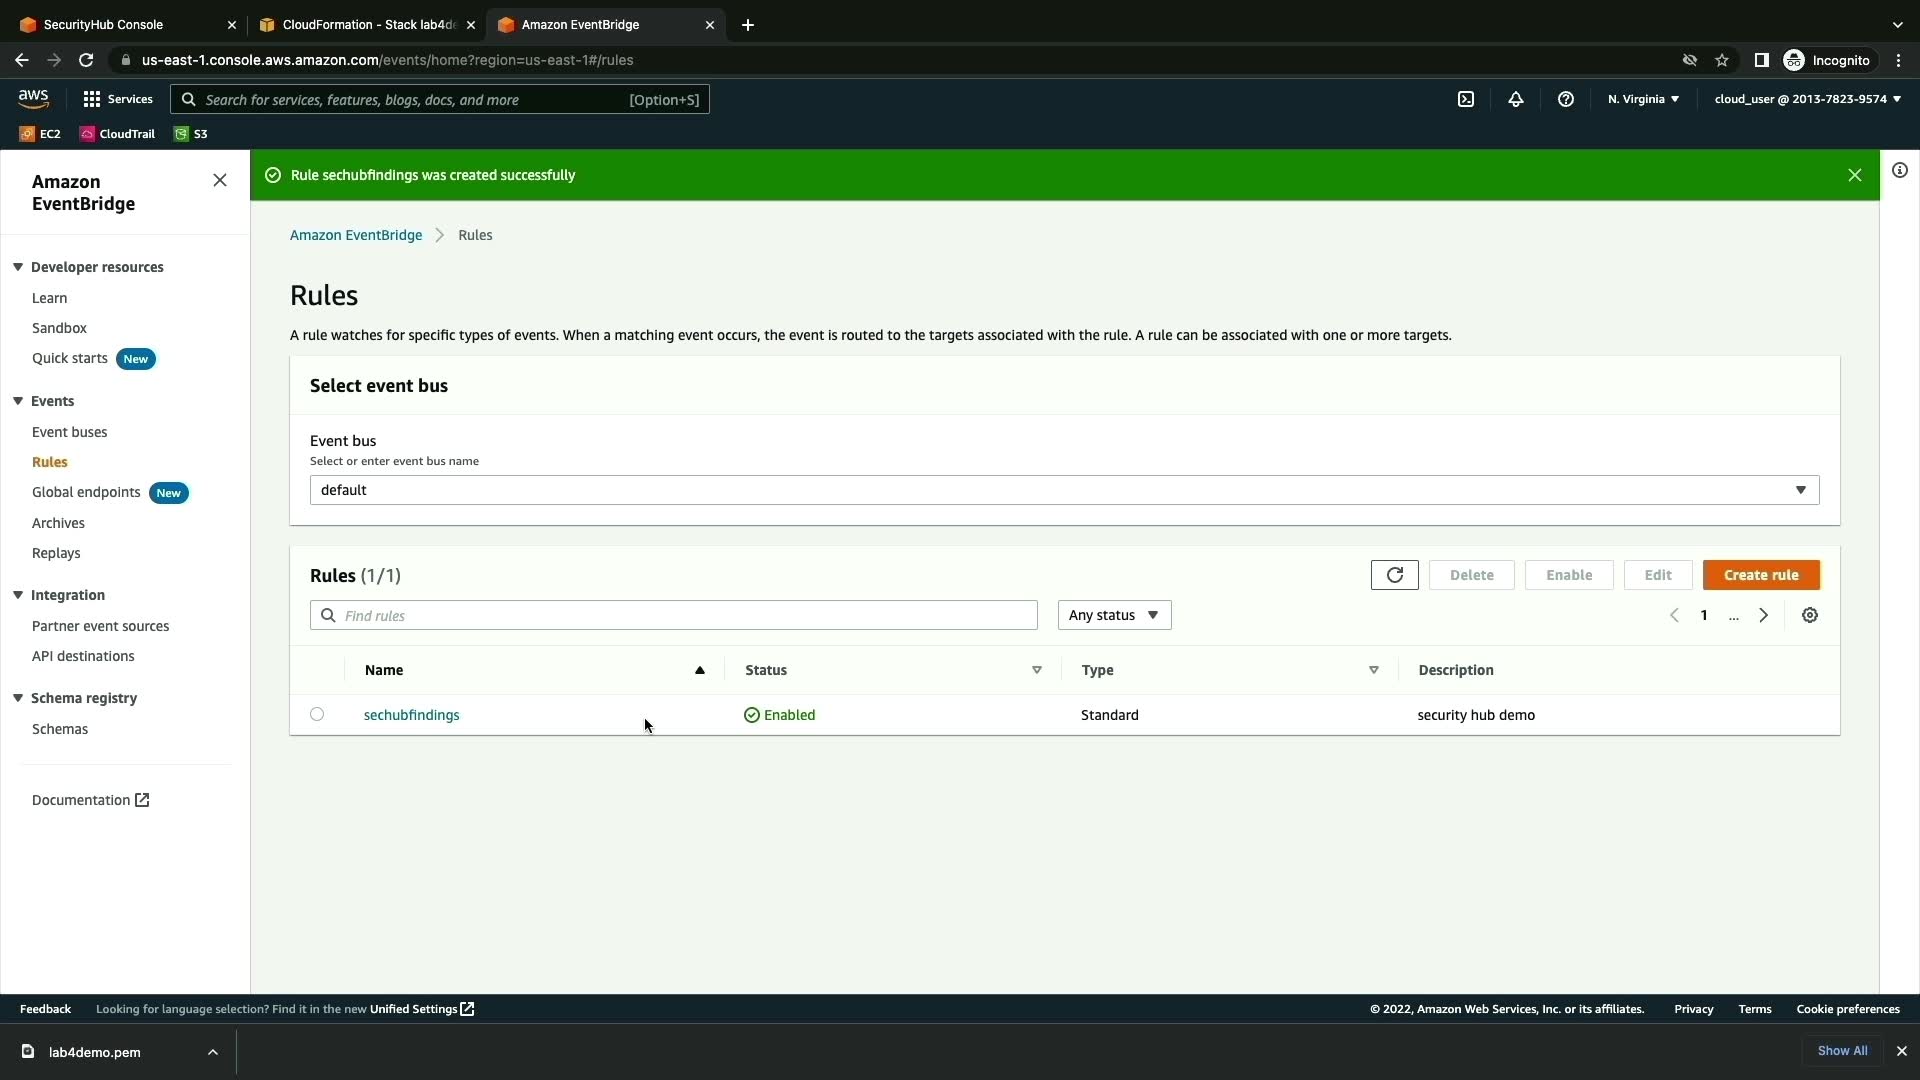 SecurityHub Console
CloudFormation - Stack lab4de
Amazon EventBridge
us-east-1.console.aws.amazon.com/events/home?region=us-east-1#/rules
Incognito
aws
Services
Search for services, features, blogs, docs, and more
[Option+S]
N. Virginia
cloud_user @ 2013-7823-9574
EC2
CloudTrail
S3
Amazon
EventBridge
Developer resources
Learn
Sandbox
Quick starts New
Events
Event buses
Rules
Global endpoints New
Archives
Replays
Integration
Partner event sources
API destinations
Schema registry
Schemas
Documentation
Rule sechubfindings was created successfully
Amazon EventBridge > Rules
Rules
A rule watches for specific types of events. When a matching event occurs, the event is routed to the targets associated with the rule. A rule can be associated with one or more targets.
Select event bus
Event bus
Select or enter event bus name
default
Rules (1/1)
Delete
Enable
Edit
Create rule
Find rules
Any status
1
...
Name
Status
Type
Description
sechubfindings
Enabled
Standard
security hub demo
Feedback
Looking for language selection? Find it in the new Unified Settings
© 2022, Amazon Web Services, Inc. or its affiliates.
Privacy
Terms
Cookie preferences
lab4demo.pem
Show All